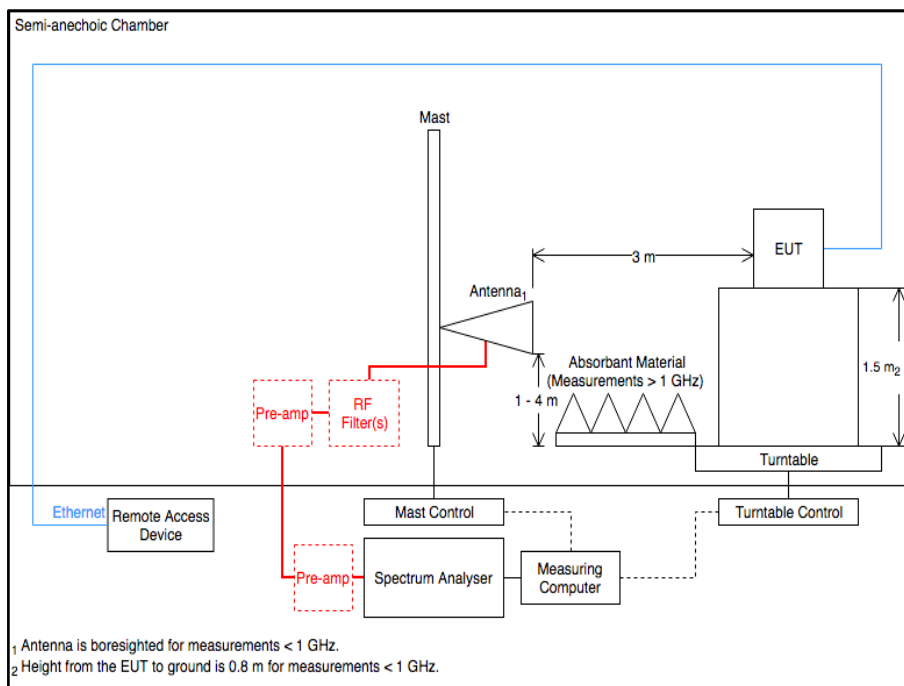 Semi-anechoic Chamber
Mast
EUT
3 m
Antenna1
1.5 m2
Absorbant Material
(Measurements > 1 GHz)
1 - 4 m
Pre-amp
RF
Filter(s)
Turntable
Ethernet
Remote Access
Device
Mast Control
Turntable Control
Pre-amp
Spectrum Analyser
Measuring
Computer
1 Antenna is boresighted for measurements < 1 GHz.
2 Height from the EUT to ground is 0.8 m for measurements < 1 GHz.